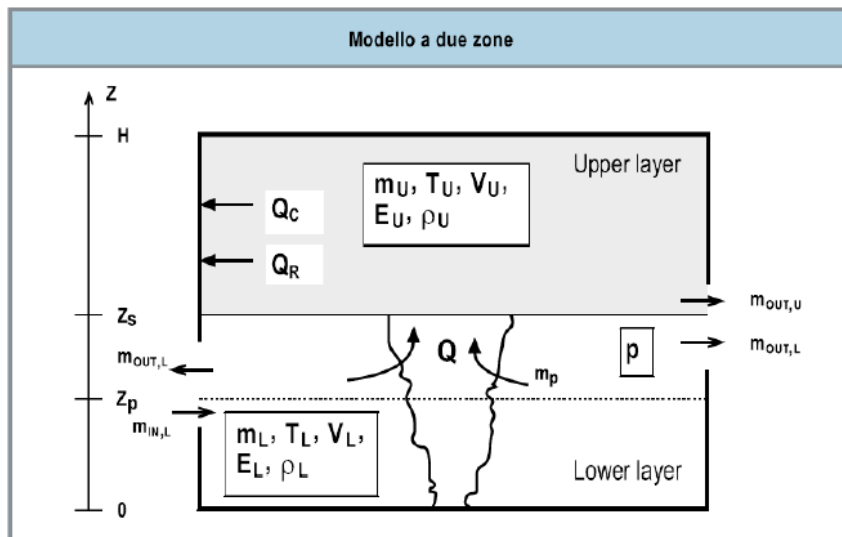 Modello a due zone
Z
H
Upper layer
m_U, T_U, V_U,
E_U, ρ_U
Q_C
Q_R
m_OUT,U
Z_S
m_OUT,L
Q
p
m_OUT,L
m_p
Z_p
m_IN,L
m_L, T_L, V_L,
E_L, ρ_L
Lower layer
0